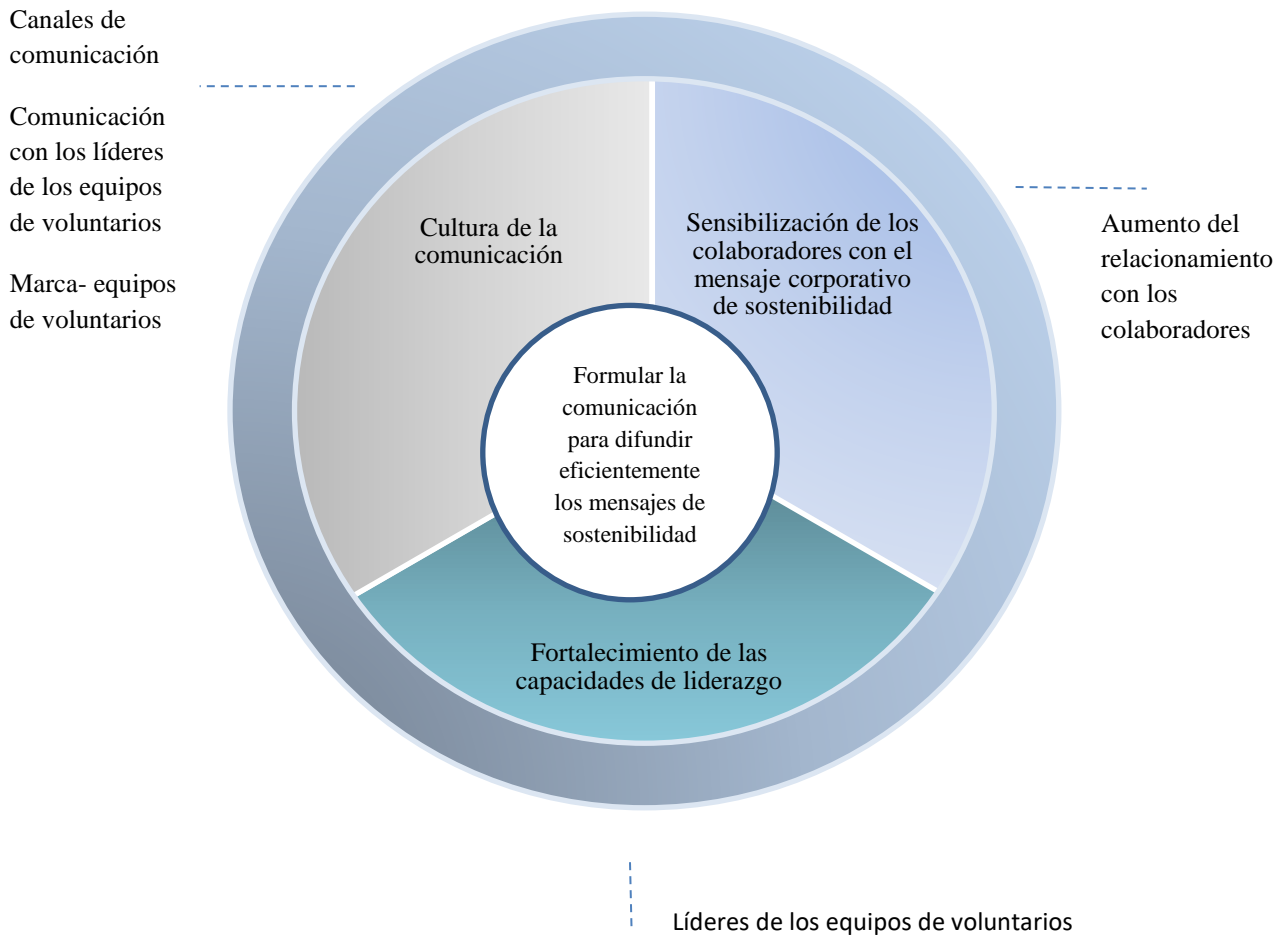 Canales de
comunicación
Comunicación
con los líderes
de los equipos
de voluntarios
Marca- equipos
de voluntarios
Cultura de la
comunicación
Sensibilización de los
colaboradores con el
mensaje corporativo
de sostenibilidad
Aumento del
relacionamiento
con los
colaboradores
Formular la
comunicación
para difundir
eficientemente
los mensajes de
sostenibilidad
Fortalecimiento de las
capacidades de liderazgo
Líderes de los equipos de voluntarios